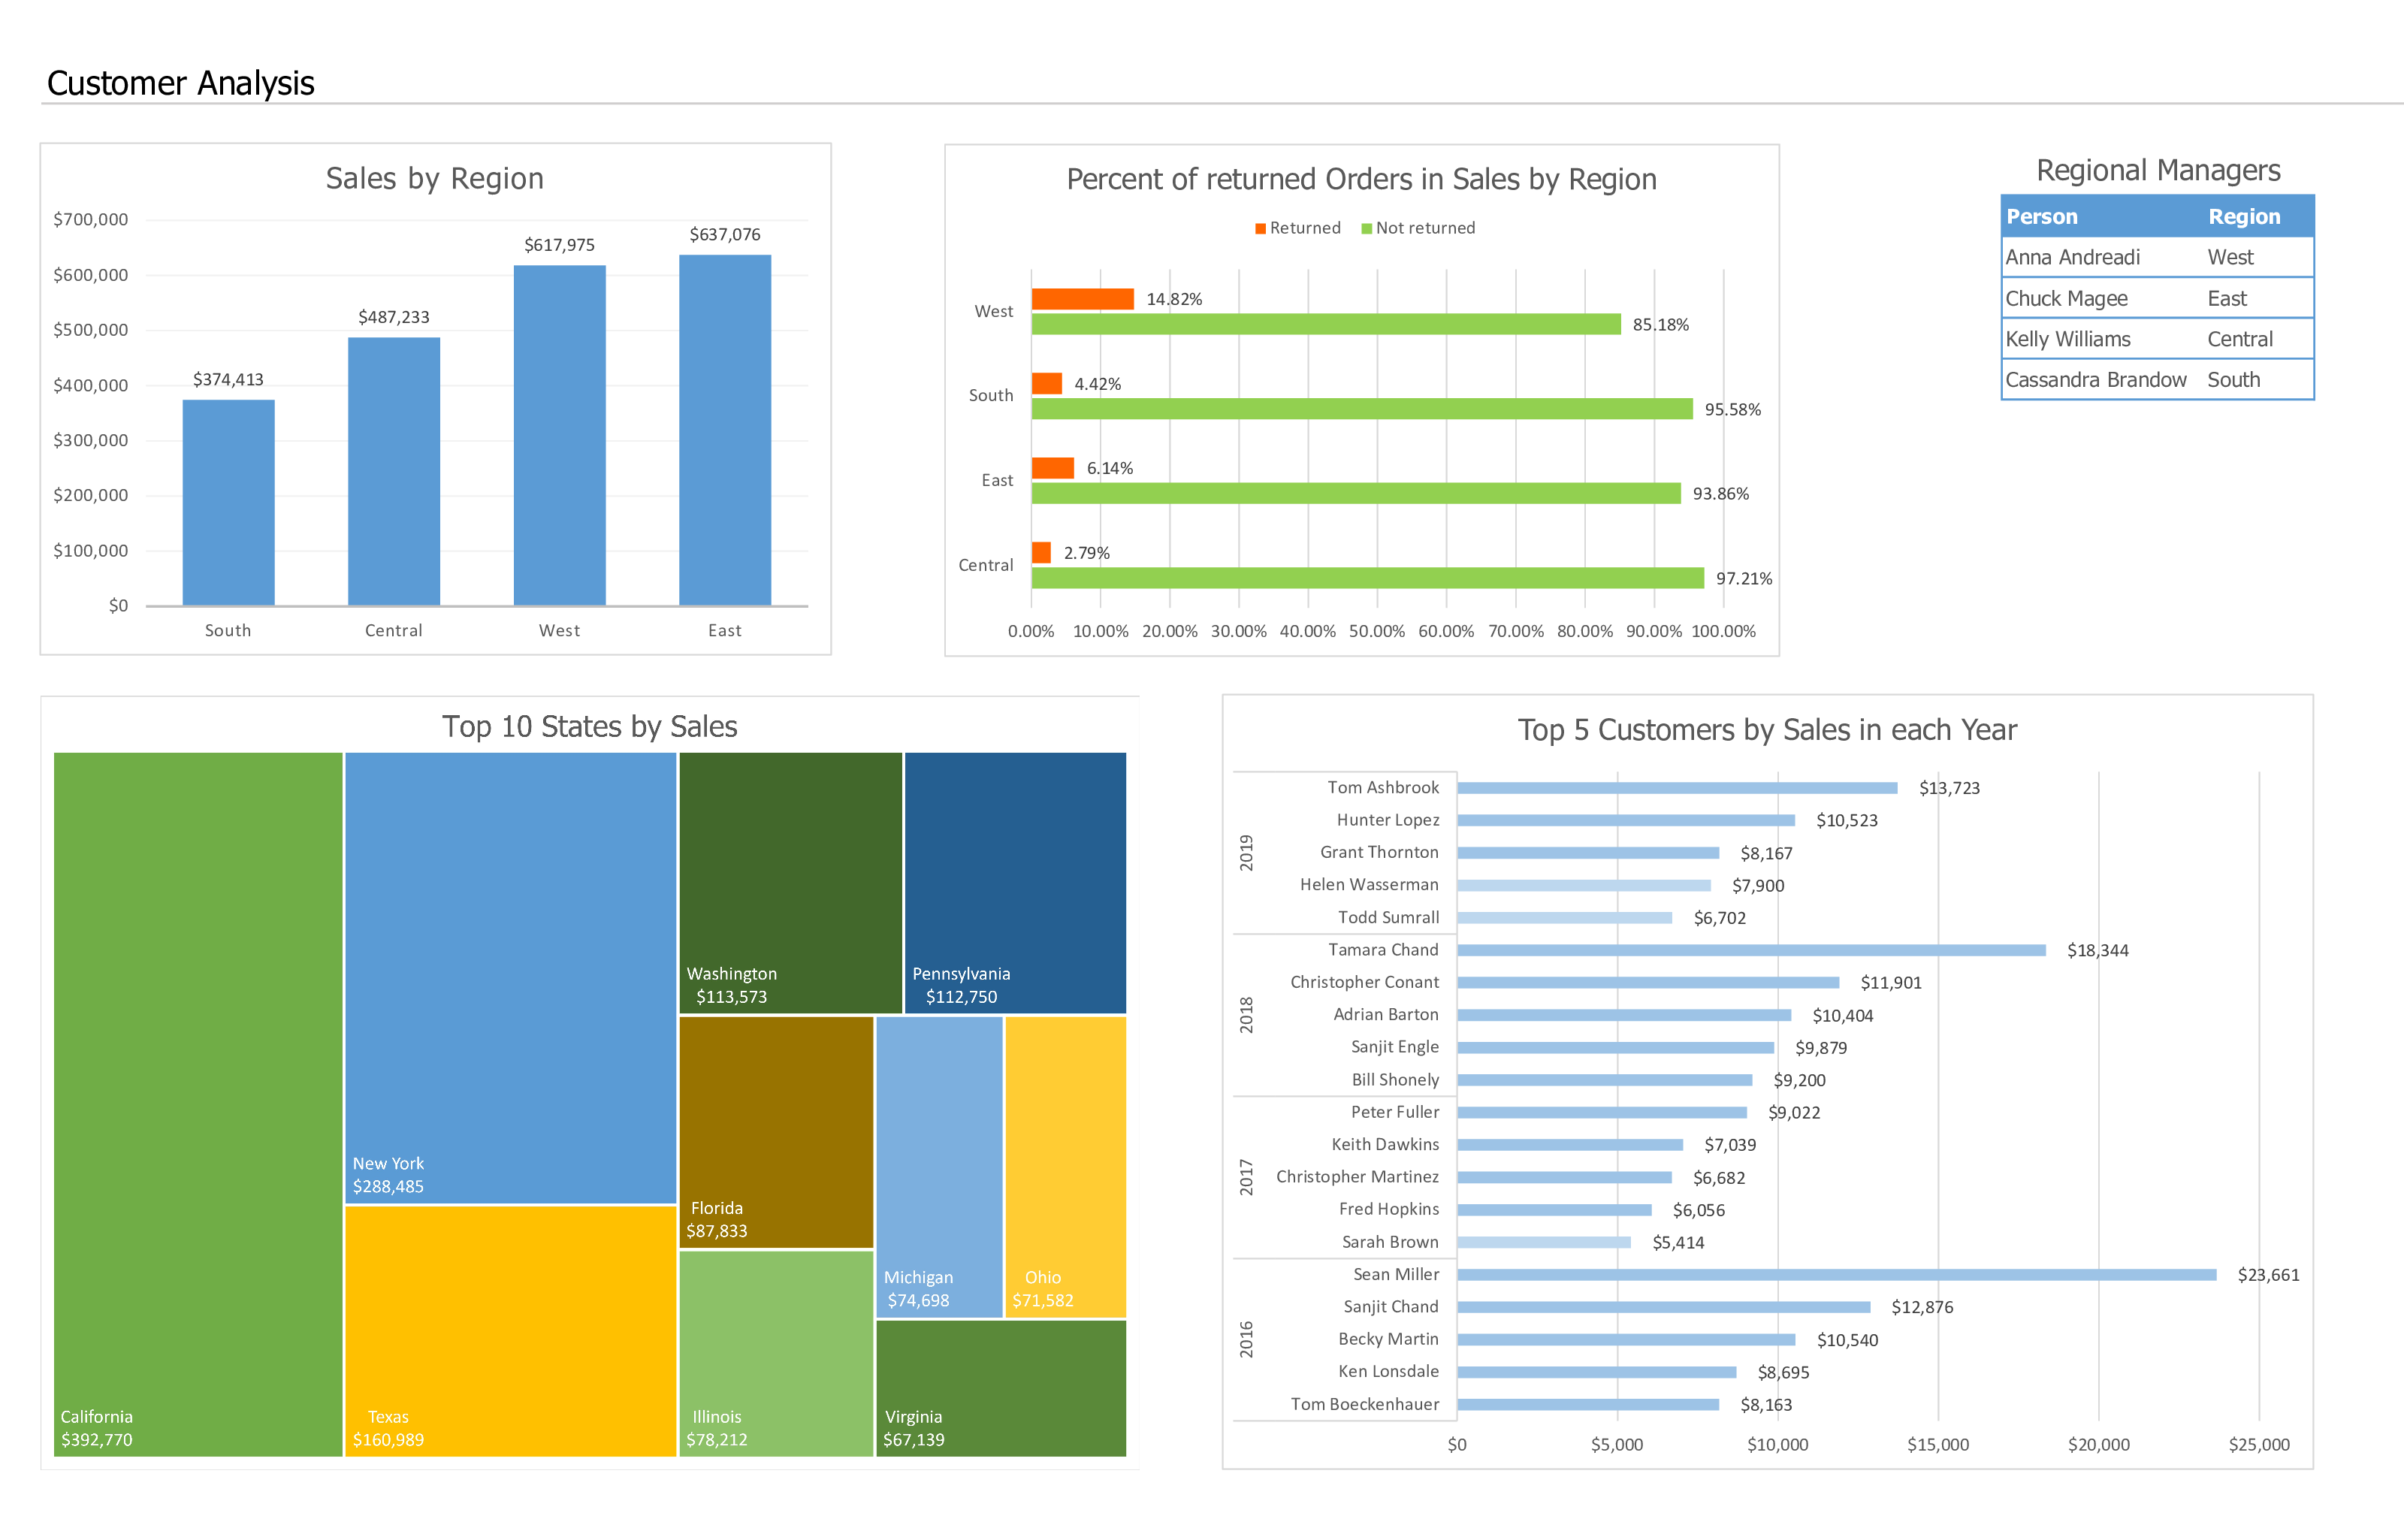 Customer Analysis
Sales by Region
$700,000
$600,000
$500,000
$400,000
$300,000
$200,000
$100,000
$0
$374,413
$487,233
$617,975
$637,076
South Central West East
Percent of returned Orders in Sales by Region
Returned Not returned
West
14.82%
85.18%
South
4.42%
95.58%
East
6.14%
93.86%
Central
2.79%
97.21%
0.00% 10.00% 20.00% 30.00% 40.00% 50.00% 60.00% 70.00% 80.00% 90.00% 100.00%
Regional Managers
Person Region
Anna Andreadi West
Chuck Magee East
Kelly Williams Central
Cassandra Brandow South
Top 10 States by Sales
California
$392,770
New York
$288,485
Texas
$160,989
Washington
$113,573
Pennsylvania
$112,750
Florida
$87,833
Illinois
$78,212
Michigan
$74,698
Ohio
$71,582
Virginia
$67,139
Top 5 Customers by Sales in each Year
2019
Tom Ashbrook $13,723
Hunter Lopez $10,523
Grant Thornton $8,167
Helen Wasserman $7,900
Todd Sumrall $6,702
2018
Tamara Chand $18,344
Christopher Conant $11,901
Adrian Barton $10,404
Sanjit Engle $9,879
Bill Shonely $9,200
2017
Peter Fuller $9,022
Keith Dawkins $7,039
Christopher Martinez $6,682
Fred Hopkins $6,056
Sarah Brown $5,414
2016
Sean Miller $23,661
Sanjit Chand $12,876
Becky Martin $10,540
Ken Lonsdale $8,695
Tom Boeckenhauer $8,163
$0 $5,000 $10,000 $15,000 $20,000 $25,000